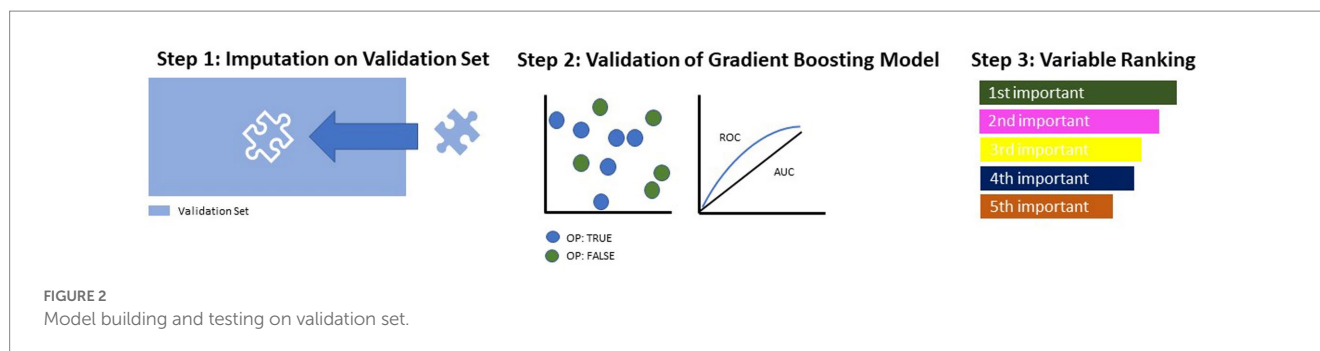 Step 1: Imputation on Validation Set
Validation Set
Step 2: Validation of Gradient Boosting Model
OP: TRUE
OP: FALSE
ROC
AUC
Step 3: Variable Ranking
1st important
2nd important
3rd important
4th important
5th important
FIGURE 2
Model building and testing on validation set.